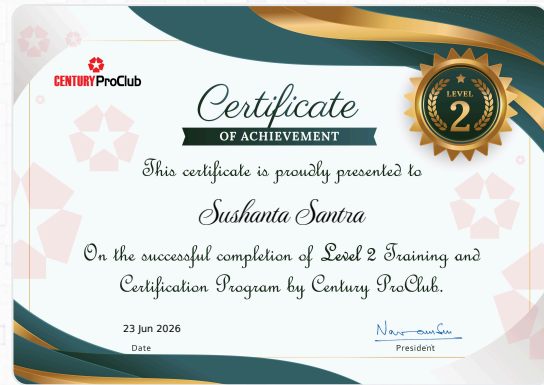 CENTURY ProClub
LEVEL
2
Certificate
OF ACHIEVEMENT
This certificate is proudly presented to
Sushanta Santra
On the successful completion of Level 2 Training and
Certification Program by Century ProClub.
23 Jun 2026
Date
President